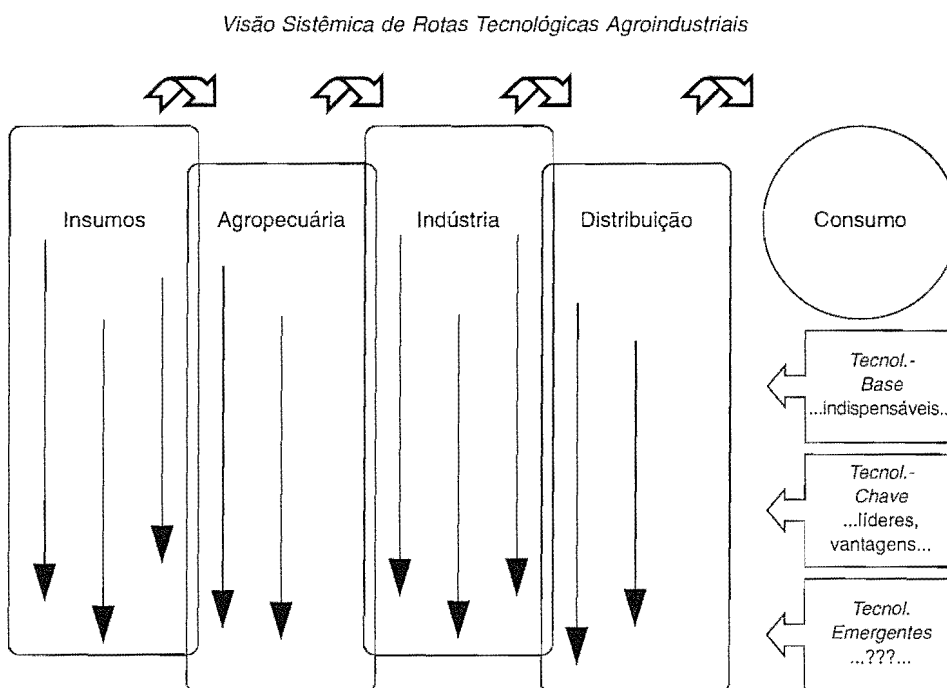 Visão Sistêmica de Rotas Tecnológicas Agroindustriais
Insumos
Agropecuária
Indústria
Distribuição
Consumo
Tecnol.-
Base
...indispensáveis...
Tecnol.-
Chave
...líderes,
vantagens...
Tecnol.
Emergentes
...???...